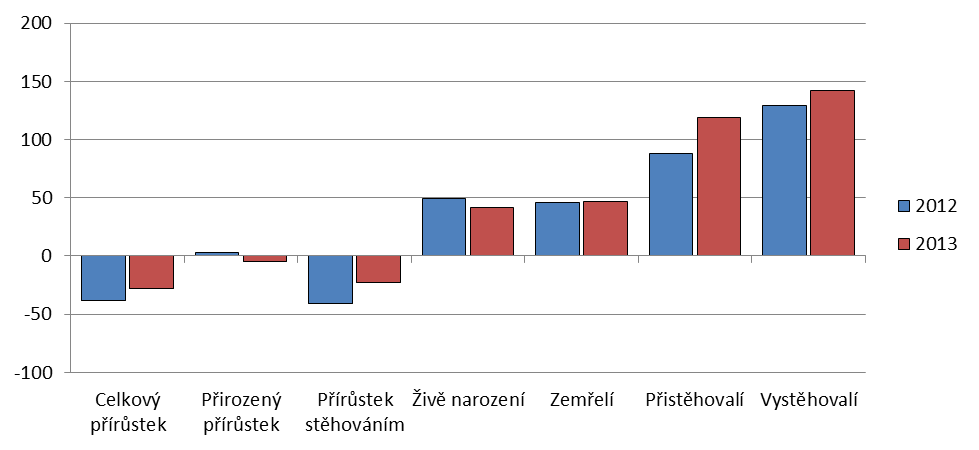 200
150
100
50
0
-50
-100
Celkový přírůstek
Přirozený přírůstek
Přírůstek stěhováním
Živě narození
Zemřelí
Přistěhovalí
Vystěhovalí
2012
2013